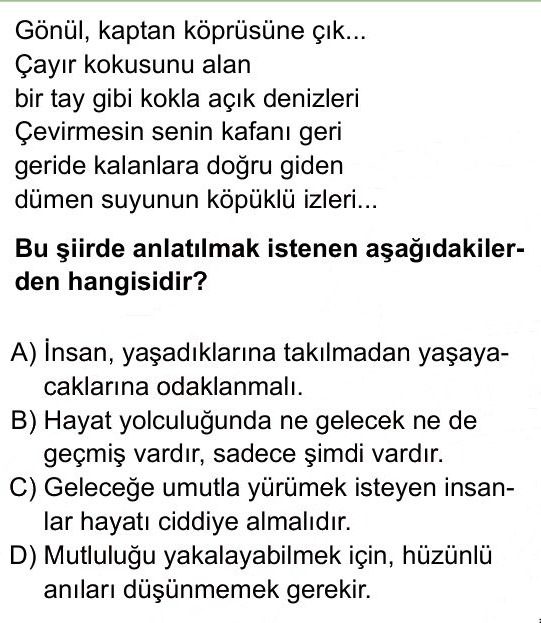 Gönül, kaptan köprüsüne çık...
Çayır kokusunu alan
bir tay gibi kokla açık denizleri
Çevirmesin senin kafanı geri
geride kalanlara doğru giden
dümen suyunun köpüklü izleri...
Bu şiirde anlatılmak istenen aşağıdakiler-
den hangisidir?
A) İnsan, yaşadıklarına takılmadan yaşaya-
caklarına odaklanmalı.
B) Hayat yolculuğunda ne gelecek ne de
geçmiş vardır, sadece şimdi vardır.
C) Geleceğe umutla yürümek isteyen insan-
lar hayatı ciddiye almalıdır.
D) Mutluluğu yakalayabilmek için, hüzünlü
anıları düşünmemek gerekir.